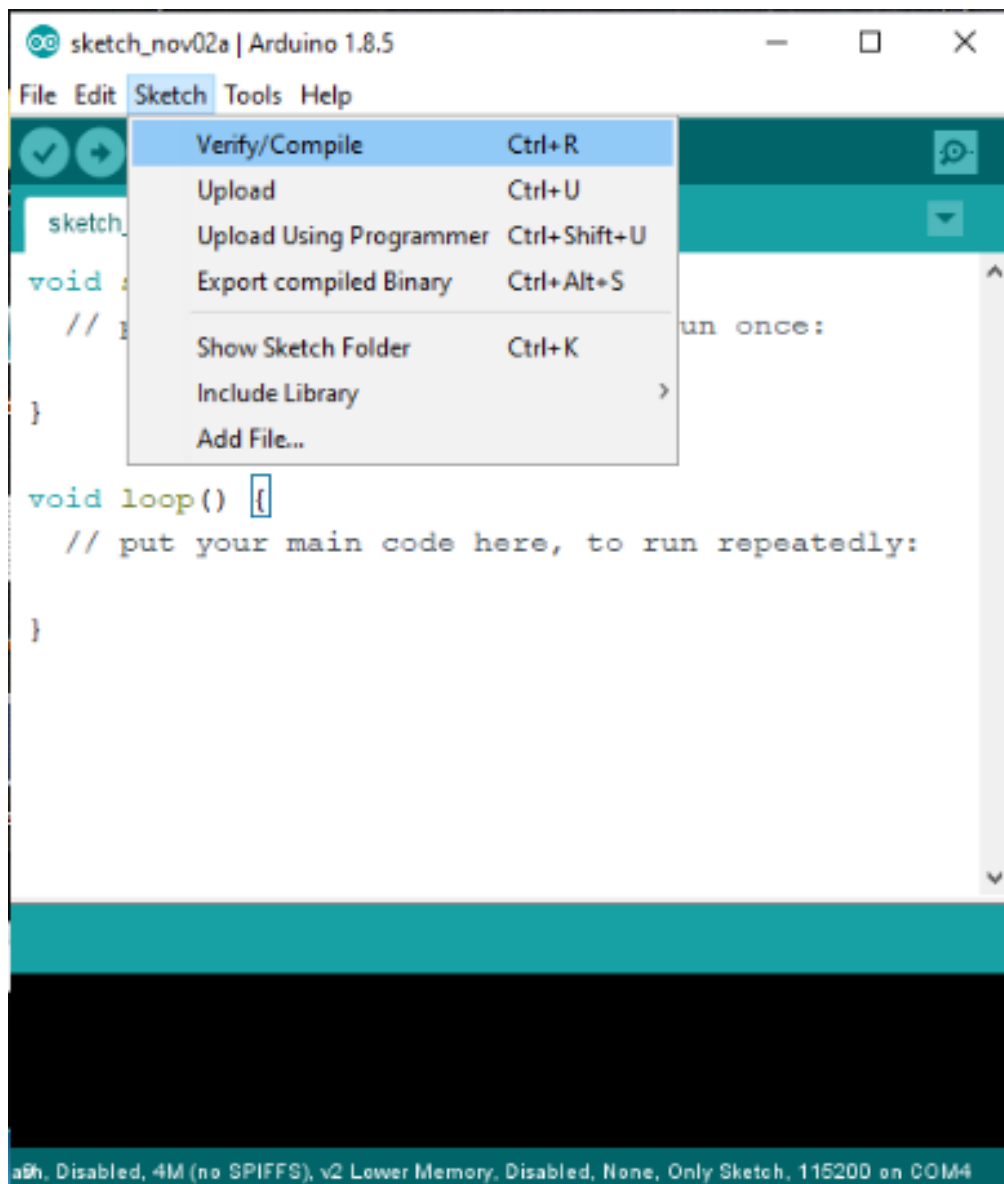 sketch_nov02a | Arduino 1.8.5
File Edit Sketch Tools Help
Verify/Compile Ctrl+R
Upload Ctrl+U
Upload Using Programmer Ctrl+Shift+U
Export compiled Binary Ctrl+Alt+S
Show Sketch Folder Ctrl+K
Include Library
Add File...
sketch_
void
// un once:
}
void loop() {
// put your main code here, to run repeatedly:
}
Disabled, 4M (no SPIFFS), v2 Lower Memory, Disabled, None, Only Sketch, 115200 on COM4